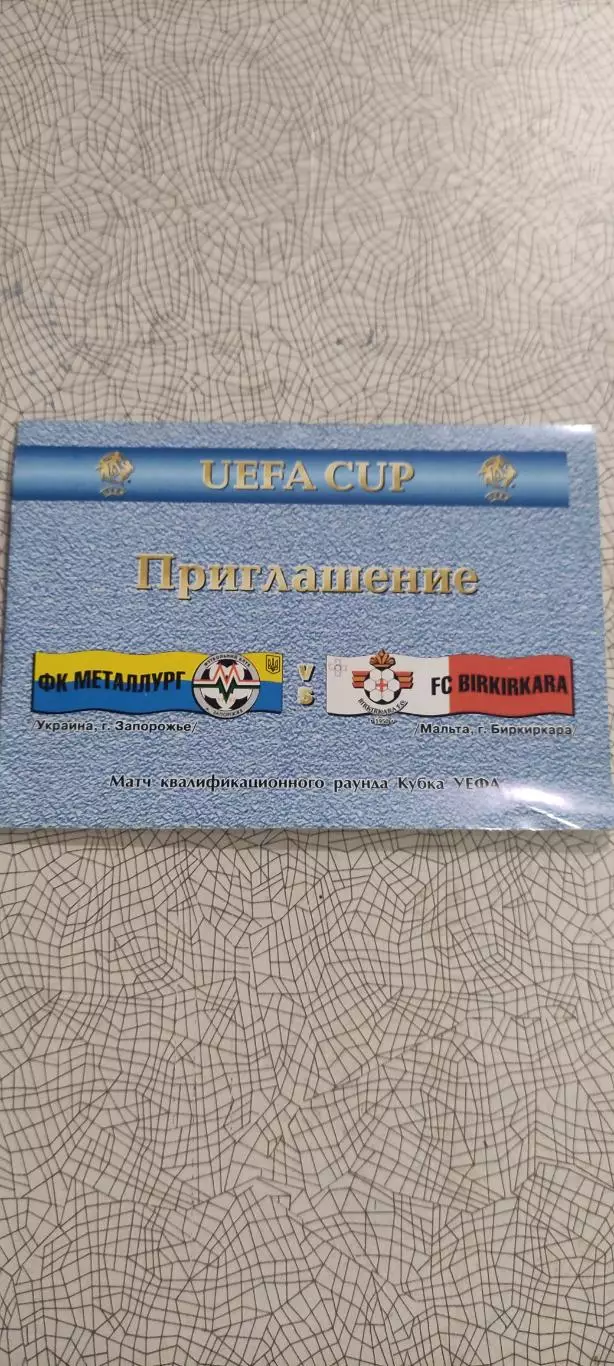 UEFA CUP
Приглашение
ФК МЕТАЛЛУРГ
VS
FC BIRKIRKARA
/Украина, г. Запорожье/
/Мальта, г. Биркиркара/
Матч квалификационного раунда Кубка УЕФА